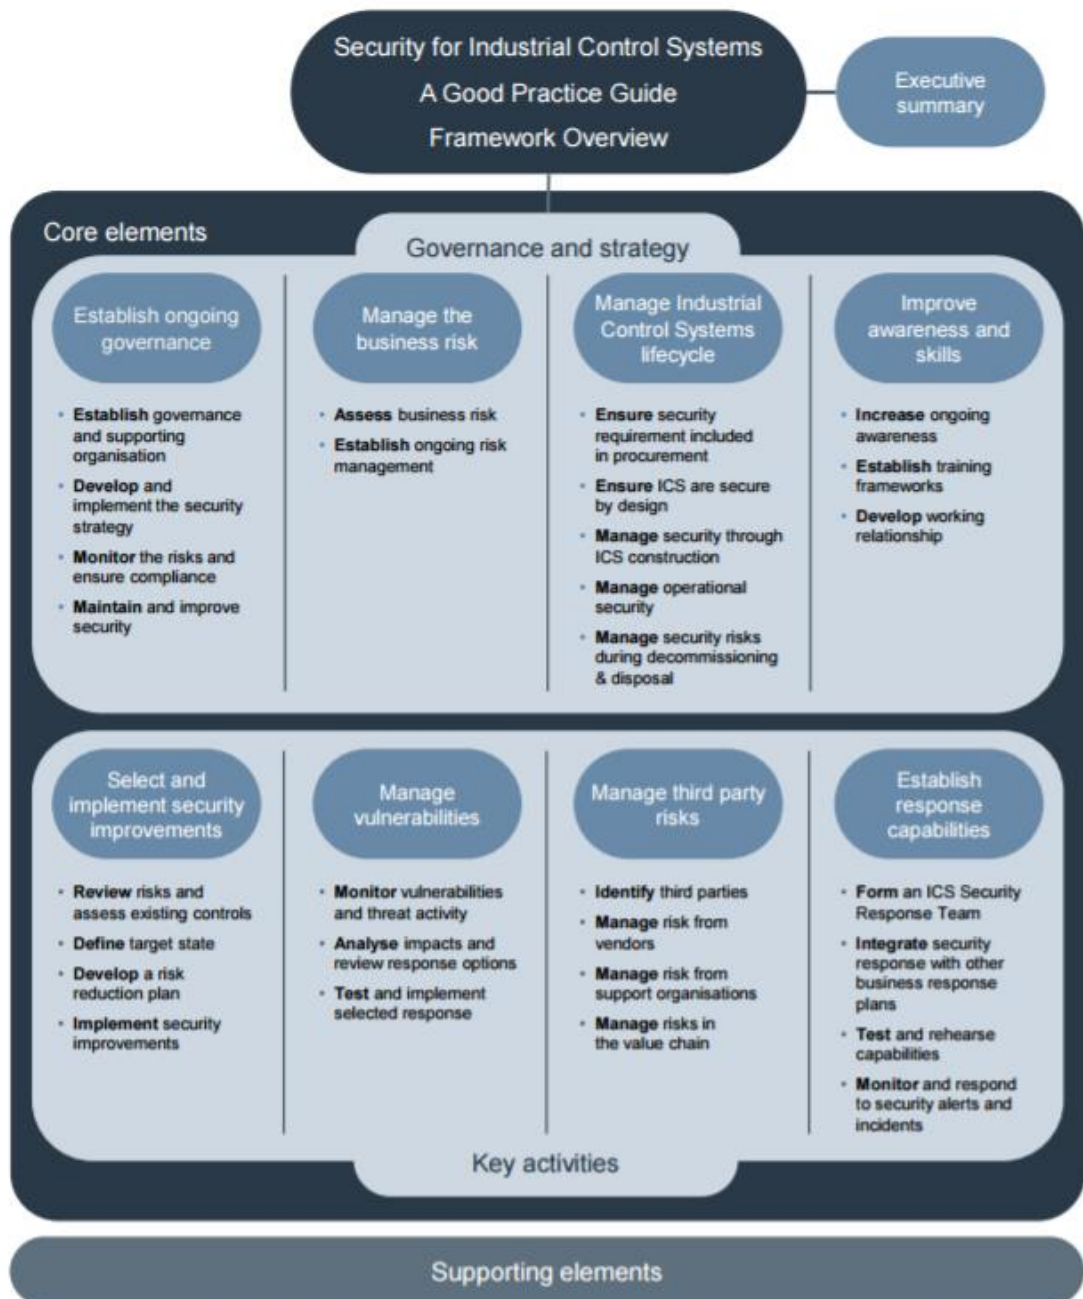 Security for Industrial Control Systems
A Good Practice Guide
Framework Overview
Executive
summary
Core elements
Governance and strategy
Establish ongoing
governance
• Establish governance
and supporting
organisation
• Develop and
implement the security
strategy
• Monitor the risks and
ensure compliance
• Maintain and improve
security
Manage the
business risk
• Assess business risk
• Establish ongoing risk
management
Manage Industrial
Control Systems
lifecycle
• Ensure security
requirement included
in procurement
• Ensure ICS are secure
by design
• Manage security through
ICS construction
• Manage operational
security
• Manage security risks
during decommissioning
& disposal
Improve
awareness and
skills
• Increase ongoing
awareness
• Establish training
frameworks
• Develop working
relationship
Select and
implement security
improvements
• Review risks and
assess existing controls
• Define target state
• Develop a risk
reduction plan
• Implement security
improvements
Manage
vulnerabilities
• Monitor vulnerabilities
and threat activity
• Analyse impacts and
review response options
• Test and implement
selected response
Manage third party
risks
• Identify third parties
• Manage risk from
vendors
• Manage risk from
support organisations
• Manage risks in
the value chain
Establish
response
capabilities
• Form an ICS Security
Response Team
• Integrate security
response with other
business response
plans
• Test and rehearse
capabilities
• Monitor and respond
to security alerts and
incidents
Key activities
Supporting elements